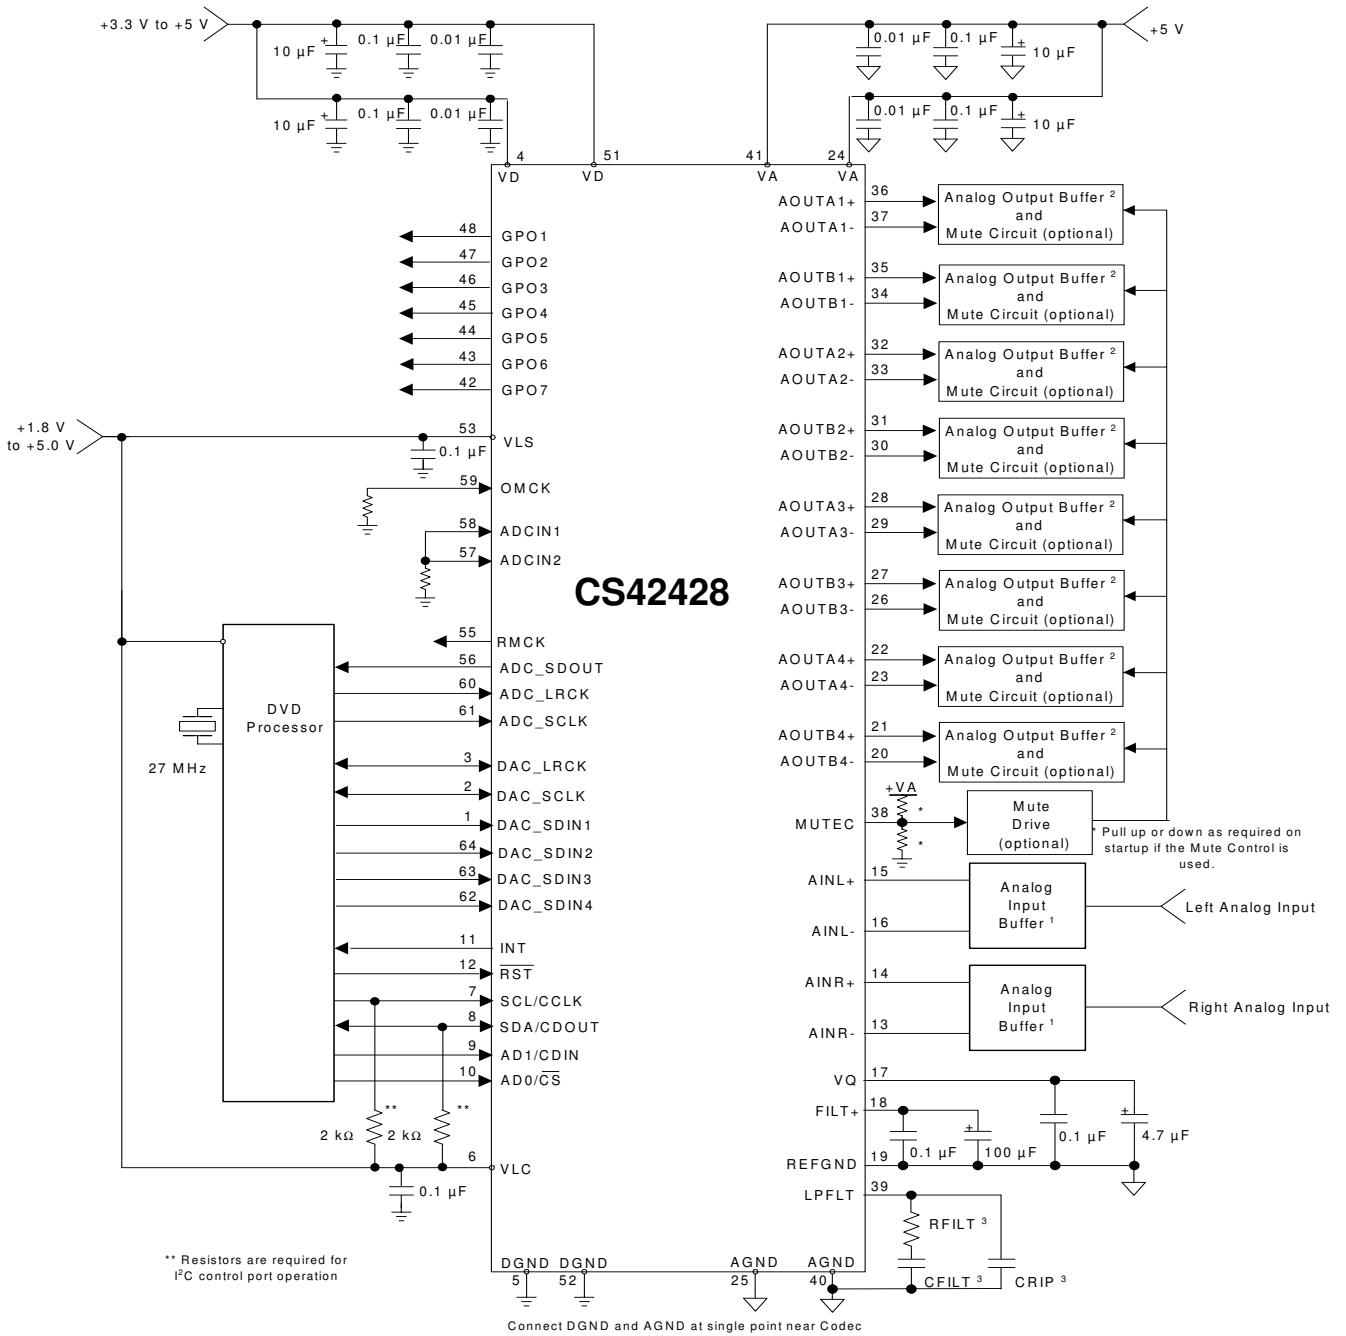 +3.3 V to +5 V
10 µF
+
0.1 µF
0.01 µF
10 µF
+
0.1 µF
0.01 µF
0.01 µF
0.1 µF
+
10 µF
+5 V
0.01 µF
0.1 µF
+
10 µF
4
51
41
24
VD
VD
VA
VA
48
GPO1
47
GPO2
46
GPO3
45
GPO4
44
GPO5
43
GPO6
42
GPO7
+1.8 V
to +5.0 V
53
VLS
0.1 µF
59
OMCK
58
ADCIN1
57
ADCIN2
CS42428
55
RMCK
56
ADC_SDOUT
60
ADC_LRCK
61
ADC_SCLK
DVD
Processor
27 MHz
3
DAC_LRCK
2
DAC_SCLK
1
DAC_SDIN1
64
DAC_SDIN2
63
DAC_SDIN3
62
DAC_SDIN4
11
INT
12
RST
7
SCL/CCLK
8
SDA/CDOUT
9
AD1/CDIN
10
AD0/CS
**
**
2 kΩ
2 kΩ
6
VLC
0.1 µF
** Resistors are required for
I²C control port operation
AOUTA1+
36
AOUTA1-
37
Analog Output Buffer ²
and
Mute Circuit (optional)
AOUTB1+
35
AOUTB1-
34
Analog Output Buffer ²
and
Mute Circuit (optional)
AOUTA2+
32
AOUTA2-
33
Analog Output Buffer ²
and
Mute Circuit (optional)
AOUTB2+
31
AOUTB2-
30
Analog Output Buffer ²
and
Mute Circuit (optional)
AOUTA3+
28
AOUTA3-
29
Analog Output Buffer ²
and
Mute Circuit (optional)
AOUTB3+
27
AOUTB3-
26
Analog Output Buffer ²
and
Mute Circuit (optional)
AOUTA4+
22
AOUTA4-
23
Analog Output Buffer ²
and
Mute Circuit (optional)
AOUTB4+
21
AOUTB4-
20
Analog Output Buffer ²
and
Mute Circuit (optional)
+VA
*
*
MUTEC
38
Mute
Drive
(optional)
* Pull up or down as required on
startup if the Mute Control is
used.
AINL+
15
AINL-
16
Analog
Input
Buffer ¹
Left Analog Input
AINR+
14
AINR-
13
Analog
Input
Buffer ¹
Right Analog Input
VQ
17
FILT+
18
0.1 µF
+
100 µF
0.1 µF
+
4.7 µF
REFGND
19
LPFLT
39
RFILT ³
CFILT ³
CRIP ³
DGND
DGND
AGND
AGND
5
52
25
40
Connect DGND and AGND at single point near Codec